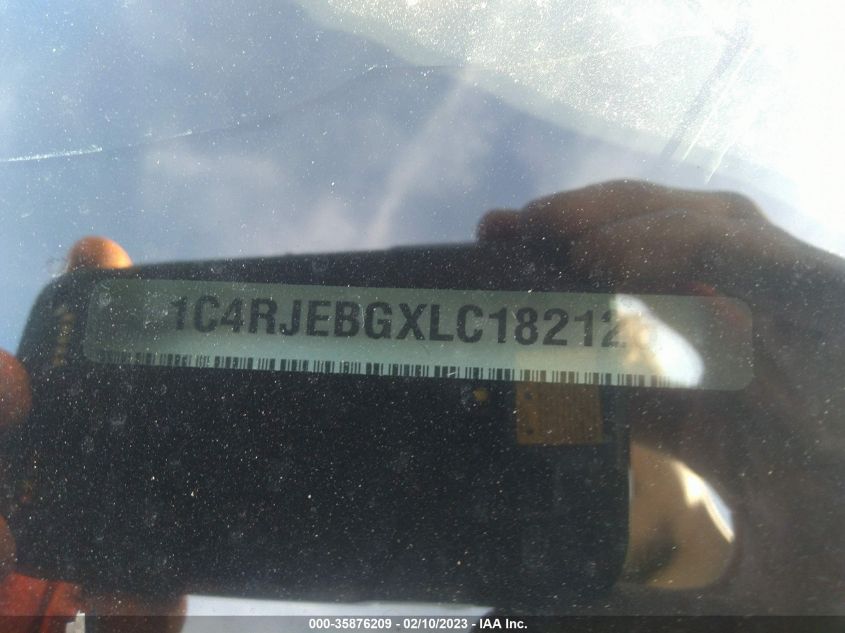 1C4RJEBGXLC18212
000-35876209 - 02/10/2023 - IAA Inc.